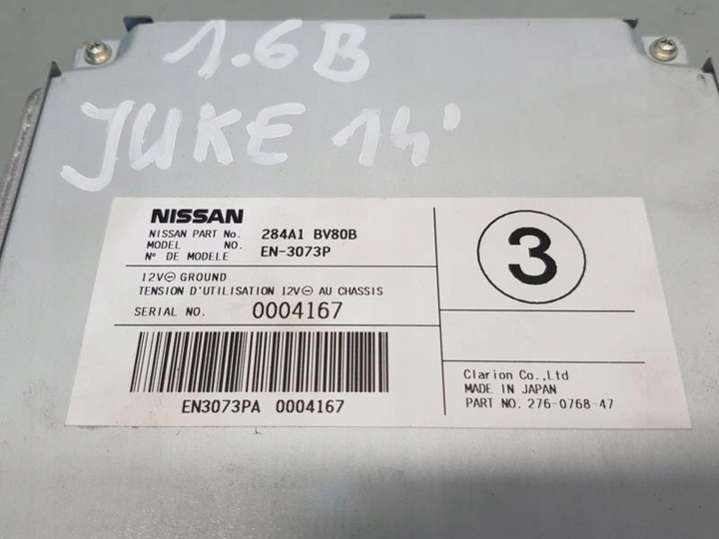 1.6B
JUKE 14'
NISSAN
NISSAN PART No. 284A1 BV80B
MODEL NO. EN-3073P
N° DE MODELE
12V⊖ GROUND
TENSION D'UTILISATION 12V⊖ AU CHASSIS
SERIAL NO. 0004167
EN3073PA 0004167
3
Clarion Co.,Ltd
MADE IN JAPAN
PART NO. 276-0768-47